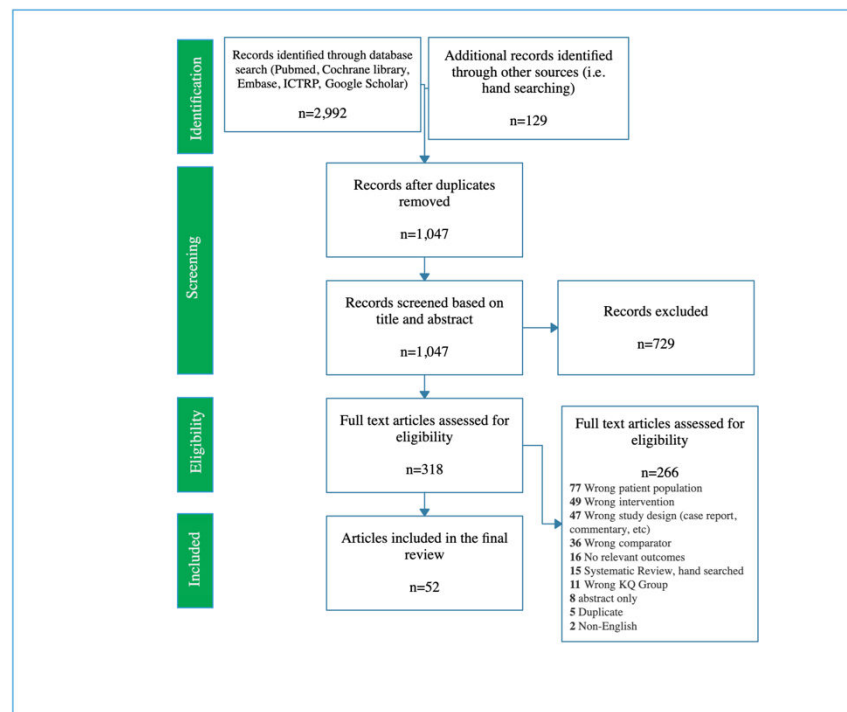 Identification
Records identified through database
search (Pubmed, Cochrane library,
Embase, ICTRP, Google Scholar)
n=2,992
Additional records identified
through other sources (i.e.
hand searching)
n=129
Screening
Records after duplicates
removed
n=1,047
Records screened based on
title and abstract
n=1,047
Records excluded
n=729
Eligibility
Full text articles assessed for
eligibility
n=318
Full text articles assessed for
eligibility
n=266
77 Wrong patient population
49 Wrong intervention
47 Wrong study design (case report,
commentary, etc)
36 Wrong comparator
16 No relevant outcomes
15 Systematic Review, hand searched
11 Wrong KQ Group
8 abstract only
5 Duplicate
2 Non-English
Included
Articles included in the final
review
n=52